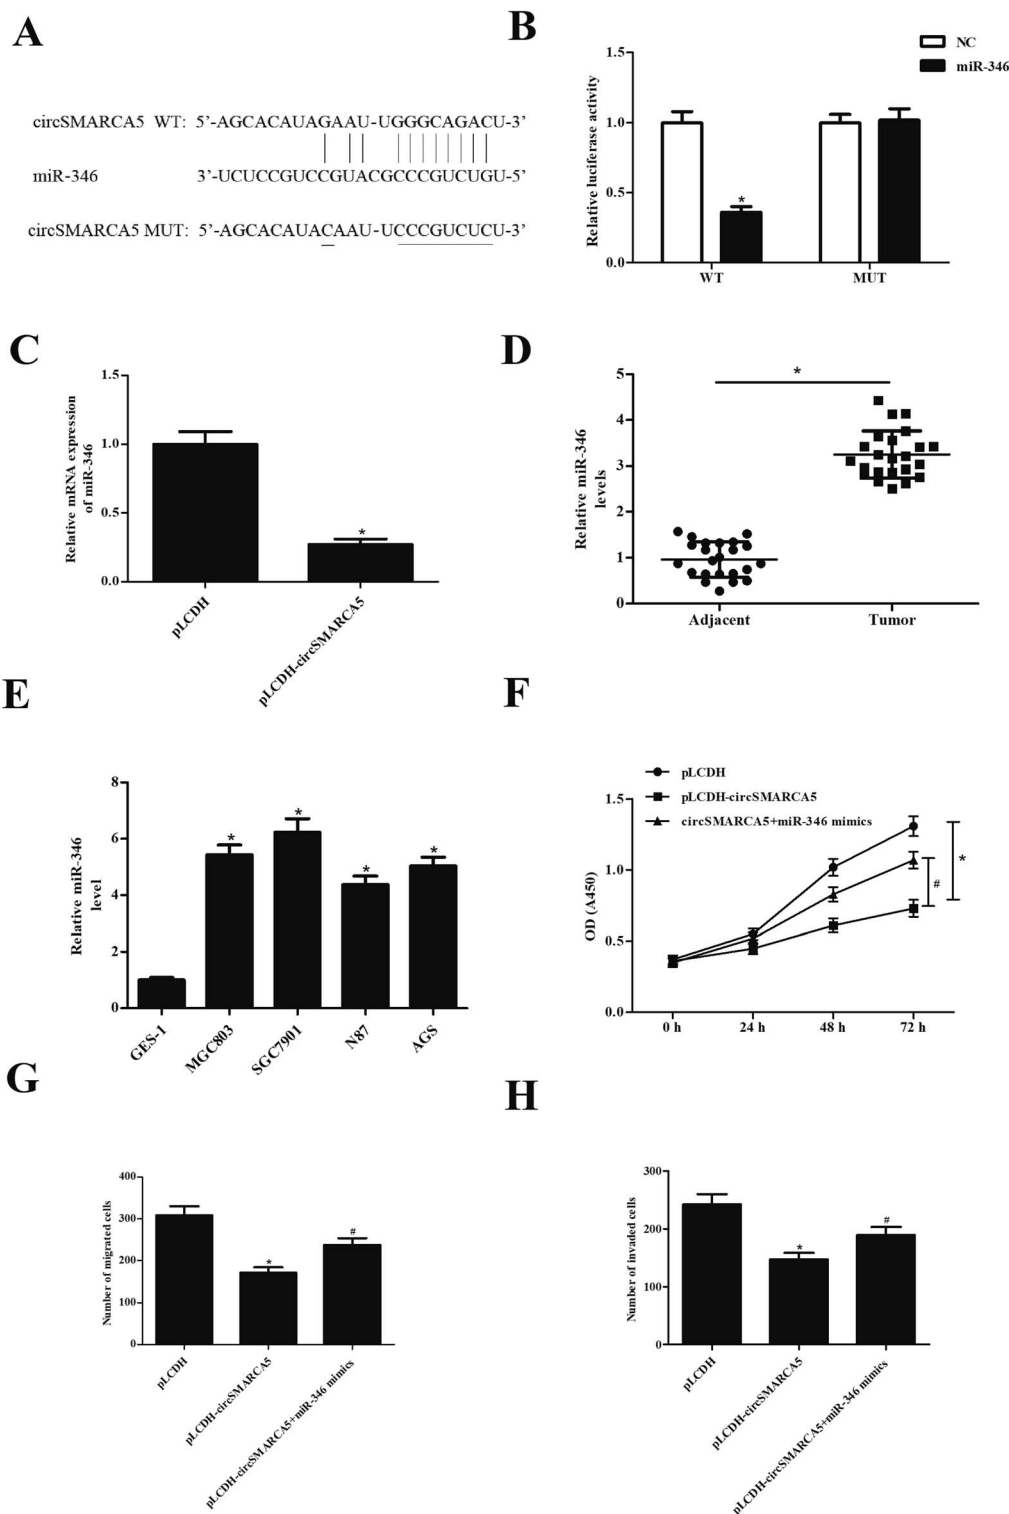 A
circSMARCA5 WT: 5’-AGCACAUAGAAU-UGGGCAGACU-3’
miR-346 3’-UCUCCGUCCGUACGCCCGUCUGU-5’
circSMARCA5 MUT: 5’-AGCACAUACAAU-UCCCGUCUCU-3’
B
NC
miR-346
Relative luciferase activity
1.5
1.0
0.5
0.0
*
WT
MUT
C
Relative mRNA expression
of miR-346
1.5
1.0
0.5
0.0
*
pLCDH
pLCDH-circSMARCA5
D
Relative miR-346
levels
5
4
3
2
1
0
*
Adjacent
Tumor
E
Relative miR-346
level
8
6
4
2
0
*
*
*
*
GES-1
MGC803
SGC7901
N87
AGS
F
pLCDH
pLCDH-circSMARCA5
circSMARCA5+miR-346 mimics
OD (A450)
1.5
1.0
0.5
0.0
#
*
0 h
24 h
48 h
72 h
G
Number of migrated cells
400
300
200
100
0
*
#
pLCDH
pLCDH-circSMARCA5
pLCDH-circSMARCA5+miR-346 mimics
H
Number of invaded cells
300
200
100
0
*
#
pLCDH
pLCDH-circSMARCA5
pLCDH-circSMARCA5+miR-346 mimics